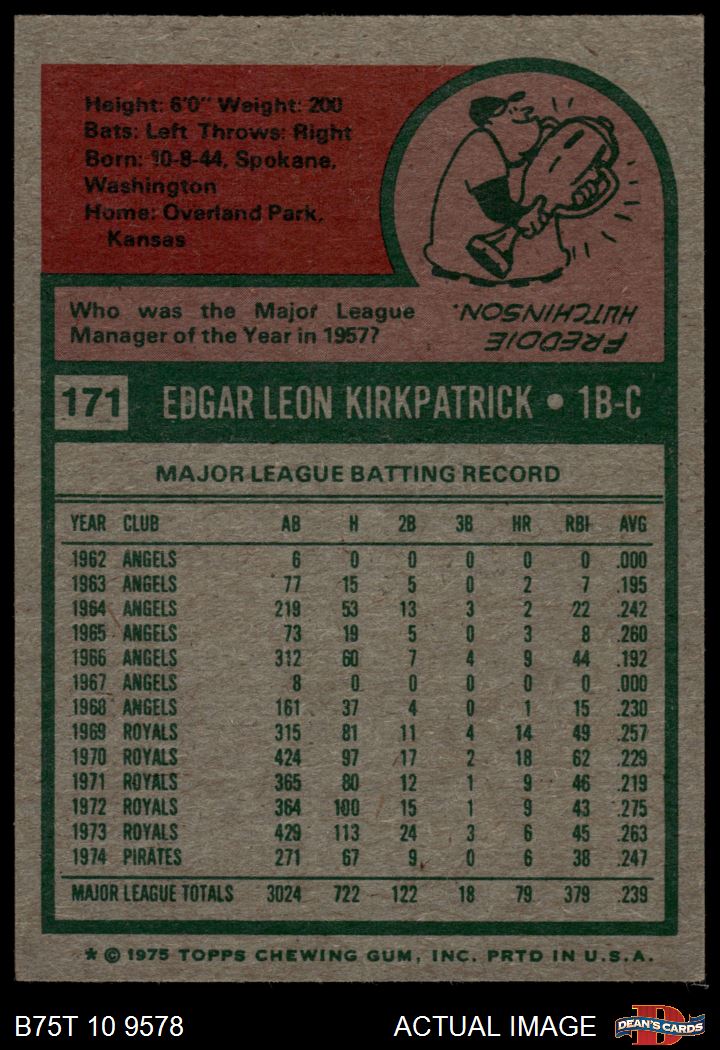 Height: 6'0" Weight: 200
Bats: Left Throws: Right
Born: 10-8-44, Spokane,
Washington
Home: Overland Park,
Kansas
Who was the Major League
Manager of the Year in 1957?
FREDDIE
HUTCHINSON.
171 EDGAR LEON KIRKPATRICK • 1B-C
MAJOR LEAGUE BATTING RECORD
YEAR CLUB AB H 2B 3B HR RBI AVG
1962 ANGELS 6 0 0 0 0 0 .000
1963 ANGELS 77 15 5 0 2 7 .195
1964 ANGELS 219 53 13 3 2 22 .242
1965 ANGELS 73 19 5 0 3 8 .260
1966 ANGELS 312 60 7 4 9 44 .192
1967 ANGELS 8 0 0 0 0 0 .000
1968 ANGELS 161 37 4 0 1 15 .230
1969 ROYALS 315 81 11 4 14 49 .257
1970 ROYALS 424 97 17 2 18 62 .229
1971 ROYALS 365 80 12 1 9 46 .219
1972 ROYALS 364 100 15 1 9 43 .275
1973 ROYALS 429 113 24 3 6 45 .263
1974 PIRATES 271 67 9 0 6 38 .247
MAJOR LEAGUE TOTALS 3024 722 122 18 79 379 .239
* © 1975 TOPPS CHEWING GUM, INC. PRTD IN U.S.A.
B75T 10 9578 ACTUAL IMAGE DEAN'S CARDS